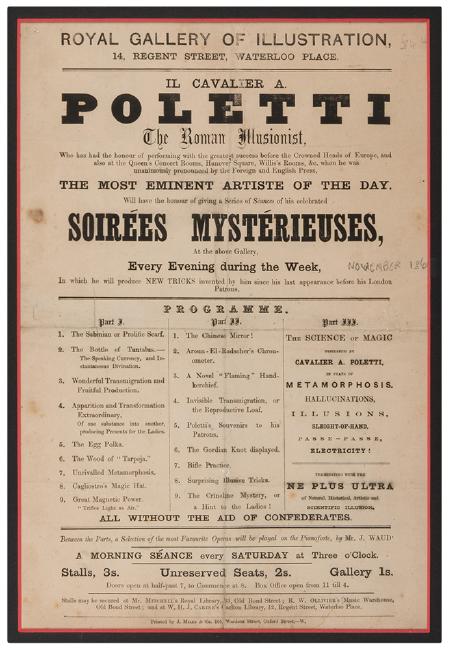 ROYAL GALLERY OF ILLUSTRATION,
14, REGENT STREET, WATERLOO PLACE.
IL CAVALIER A.
POLETTI
The Roman Illusionist,
Who has had the honour of performing with the greatest success before the Crowned Heads of Europe, and
also at the Queen's Concert Rooms, Hanover Square, Willis's Rooms, &c. when he was
unanimously pronounced by the Foreign and English Press,
THE MOST EMINENT ARTISTE OF THE DAY.
Will have the honour of giving a Series of Séances of his celebrated
SOIRÉES MYSTÉRIEUSES,
At the above Gallery,
Every Evening during the Week,
NOVEMBER
In which he will produce NEW TRICKS invented by him since his last appearance before his London
Patrons.
PROGRAMME.
Part I.
1. The Sabinian or Prolific Scarf.
2. The Bottle of Tantalus.—
The Speaking Currency, and In-
stantaneous Divination.
3. Wonderful Transmigration and
Fruitful Production.
4. Apparition and Transformation
Extraordinary,
Of one substance into another,
producing Presents for the Ladies.
5. The Egg Polka.
6. The Wood of "Tarpeja."
7. Unrivalled Metamorphosis.
8. Cagliostro's Magic Hat.
9. Great Magnetic Power.
"Trifles Light as Air."
Part II.
1. The Chinese Mirror!
2. Aroun-El-Radscher's Chron-
ometer.
3. A Novel "Flaming" Hand-
kerchief.
4. Invisible Transmigration, or
the Reproductive Loaf.
5. Poletti's Souvenirs to his
Patrons.
6. The Gordian Knot displayed.
7. Rifle Practice.
8. Surprising Illusive Tricks.
9. The Crinoline Mystery, or
a Hint to the Ladies!
Part III.
THE SCIENCE OF MAGIC
CAVALIER A. POLETTI,
METAMORPHOSIS,
HALLUCINATIONS,
ILLUSIONS,
SLEIGHT-OF-HAND,
PASSE-PASSE,
ELECTRICITY!
TERMINATING WITH THE
NE PLUS ULTRA
of Natural, Historical, Artistic and
SCIENTIFIC ILLUSION,
ALL WITHOUT THE AID OF CONFEDERATES.
Between the Parts, a Selection of the most Favourite Operas will be played on the Pianoforte, by Mr. J. WAUD
A MORNING SÉANCE every SATURDAY at Three o'Clock.
Stalls, 3s. Unreserved Seats, 2s. Gallery 1s.
Doors open at half-past 7, to Commence at 8. Box Office open from 11 till 4.
Stalls may be secured at Mr. MITCHELL'S Royal Library, 33, Old Bond Street; R. W. OLLIVIER'S Music Warehouse,
Old Bond Street; and at W. H. J. Carlton Library, 12, Regent Street, Waterloo Place.
Printed by J. MILES & Co. Wardour Street, Oxford Street,—W.